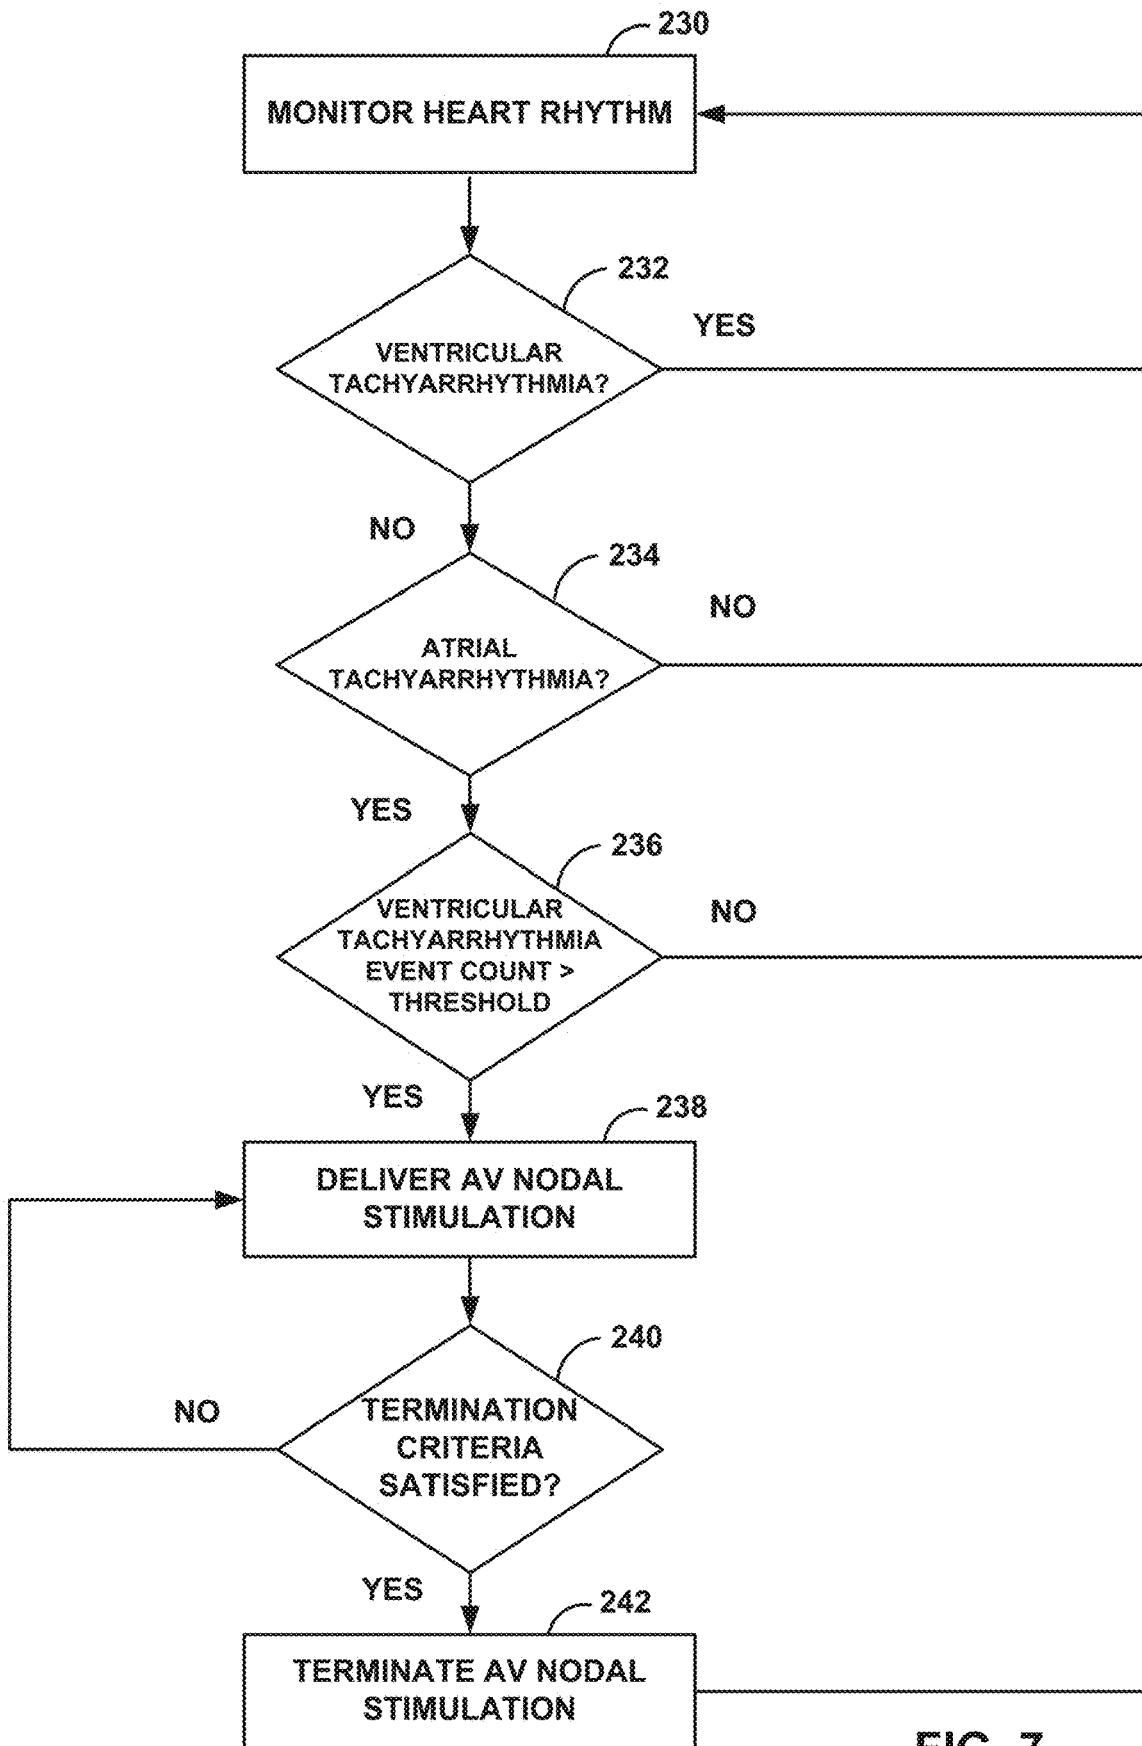 230
MONITOR HEART RHYTHM
232
VENTRICULAR
TACHYARRHYTHMIA?
YES
NO
234
ATRIAL
TACHYARRHYTHMIA?
NO
YES
236
VENTRICULAR
TACHYARRHYTHMIA
EVENT COUNT >
THRESHOLD
NO
YES
238
DELIVER AV NODAL
STIMULATION
240
TERMINATION
CRITERIA
SATISFIED?
NO
YES
242
TERMINATE AV NODAL
STIMULATION
FIG. 7